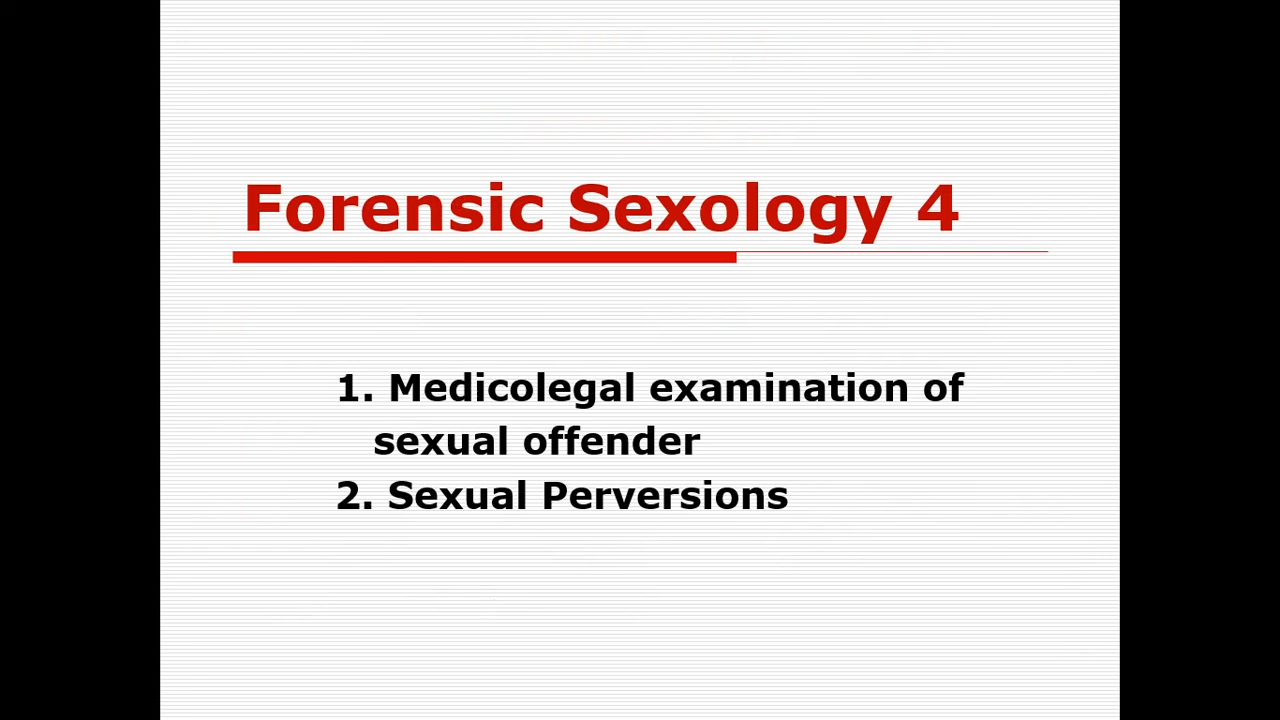 Forensic Sexology 4
1. Medicolegal examination of
sexual offender
2. Sexual Perversions